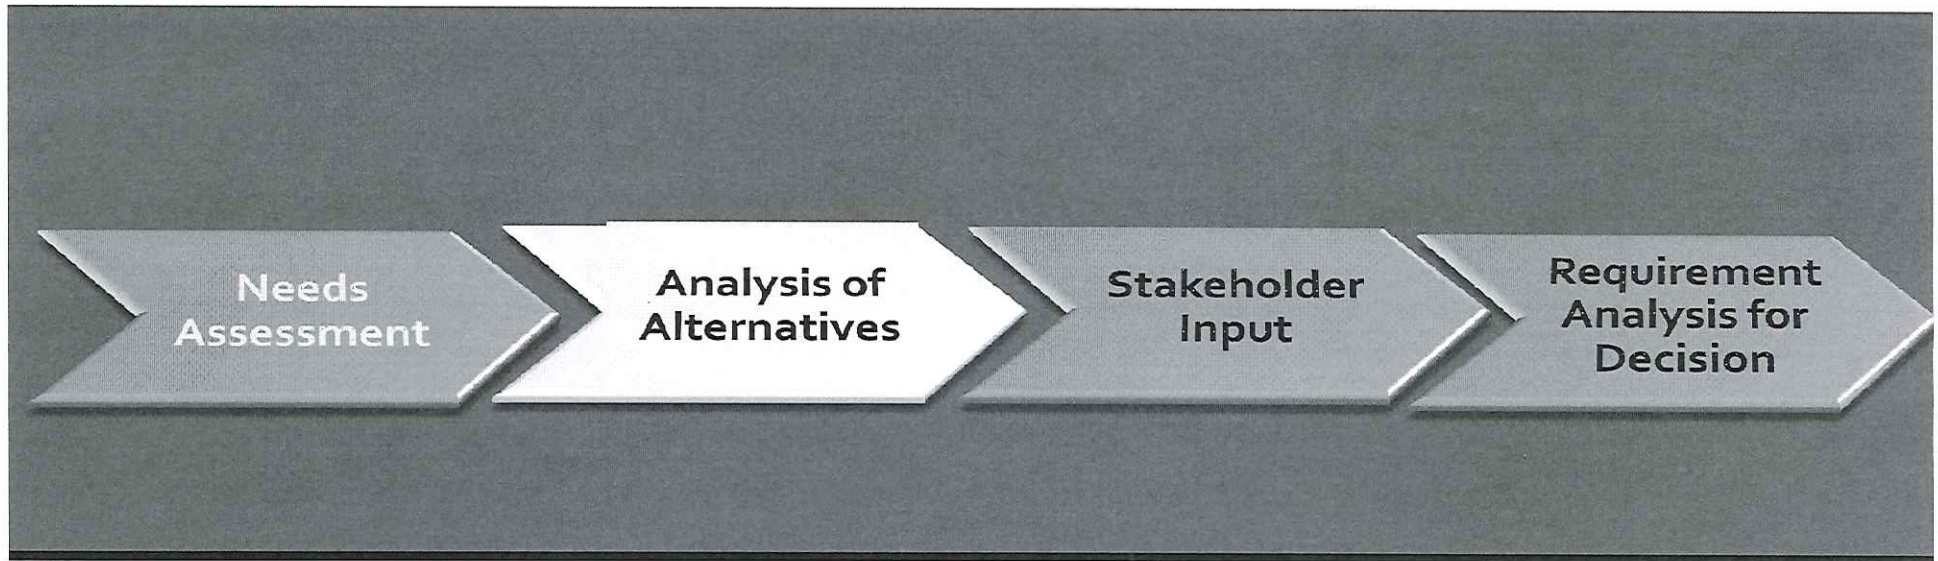 Needs
Assessment
Analysis of
Alternatives
Stakeholder
Input
Requirement
Analysis for
Decision